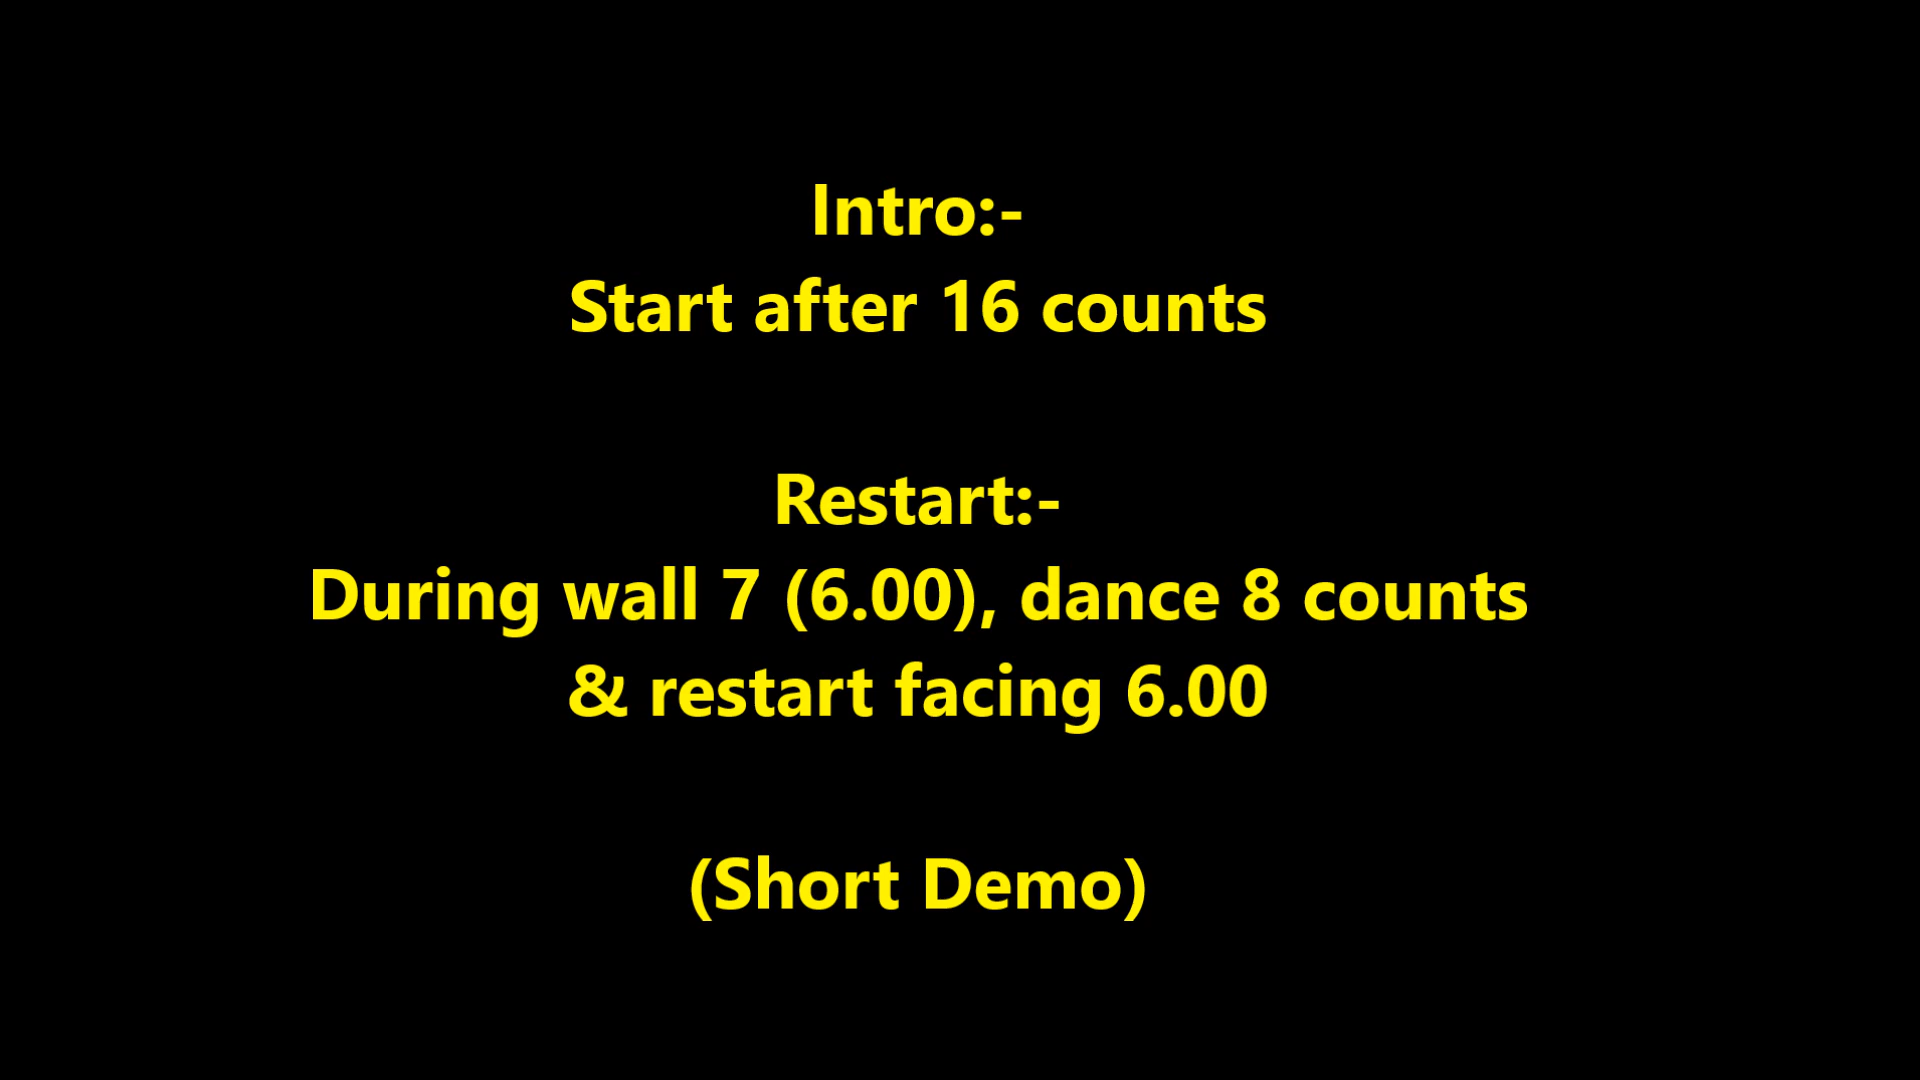 Intro:-
Start after 16 counts
Restart:-
During wall 7 (6.00), dance 8 counts
& restart facing 6.00
(Short Demo)